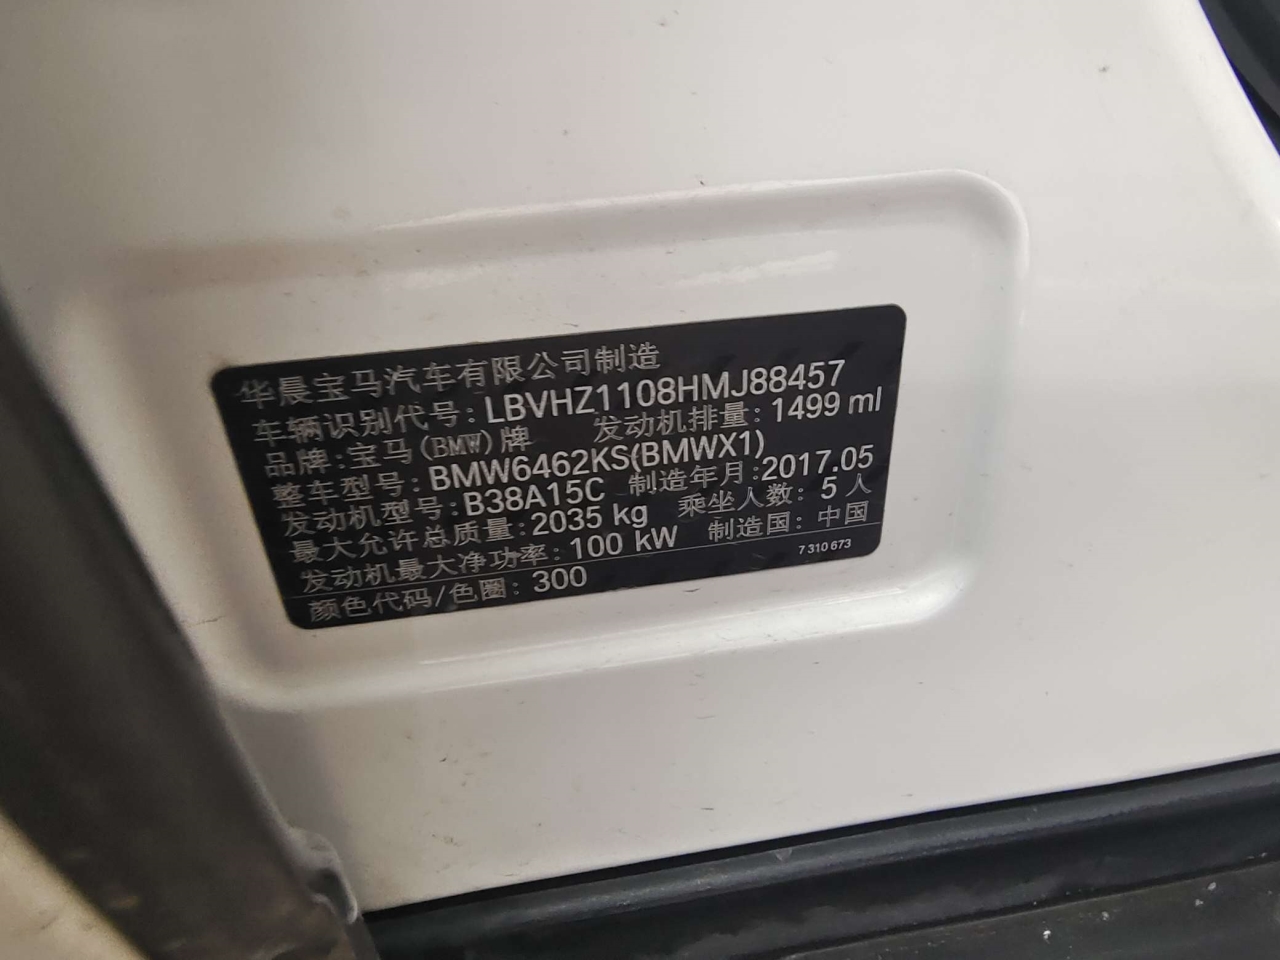 华晨宝马汽车有限公司制造
车辆识别代号: LBVHZ1108HMJ88457
品牌: 宝马(BMW)牌 发动机排量: 1499 ml
整车型号: BMW6462KS(BMWX1)
发动机型号: B38A15C 制造年月: 2017.05
最大允许总质量: 2035 kg 乘坐人数: 5 人
发动机最大净功率: 100 kW 制造国: 中国
颜色代码/色圈: 300 7 310 673